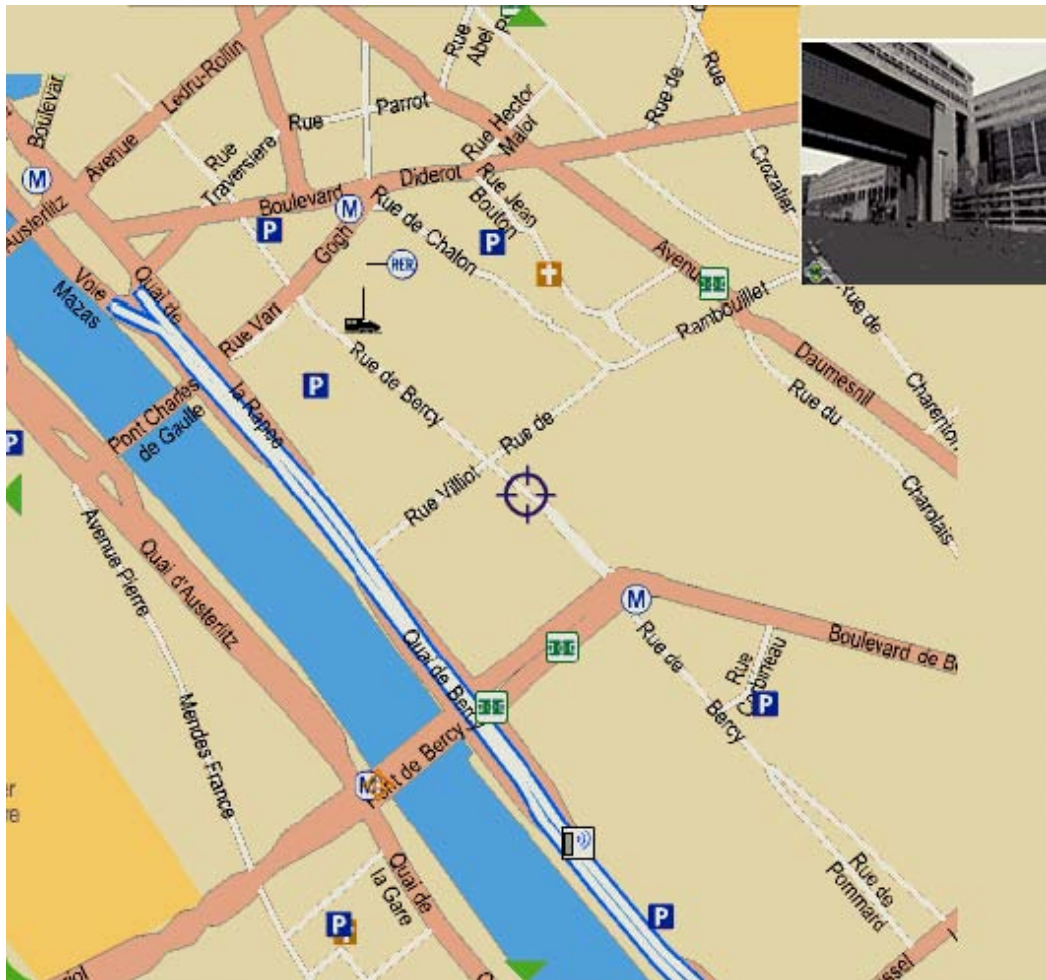 Rue
Abel
Boulevar
Avenue
Ledru-Rollin
Rue
Parrot
Rue Hector
Malot
Rue de
Rue
Crozatier
M
Rue
Traversiere
Boulevard
Diderot
M
Rue Jean
Bouton
P
P
Rue de Chalon
Gogh
RER
Austerlitz
Voie
Mazas
Quai de
la Rapee
Rue Van
Avenu
Rambouillet
Rue de
Charenton
Daumesnil
Rue du
Charolais
P
Rue de Bercy
Pont Charles
de Gaulle
P
Rue de
Rue Villiot
Avenue Pierre
Mendes France
Quai d'Austerlitz
M
Quai de Bercy
Boulevard de B
Rue de
Bercy
Rue
P
Pont de Bercy
M
Quai de
la Gare
P
P
Rue de
Pommard